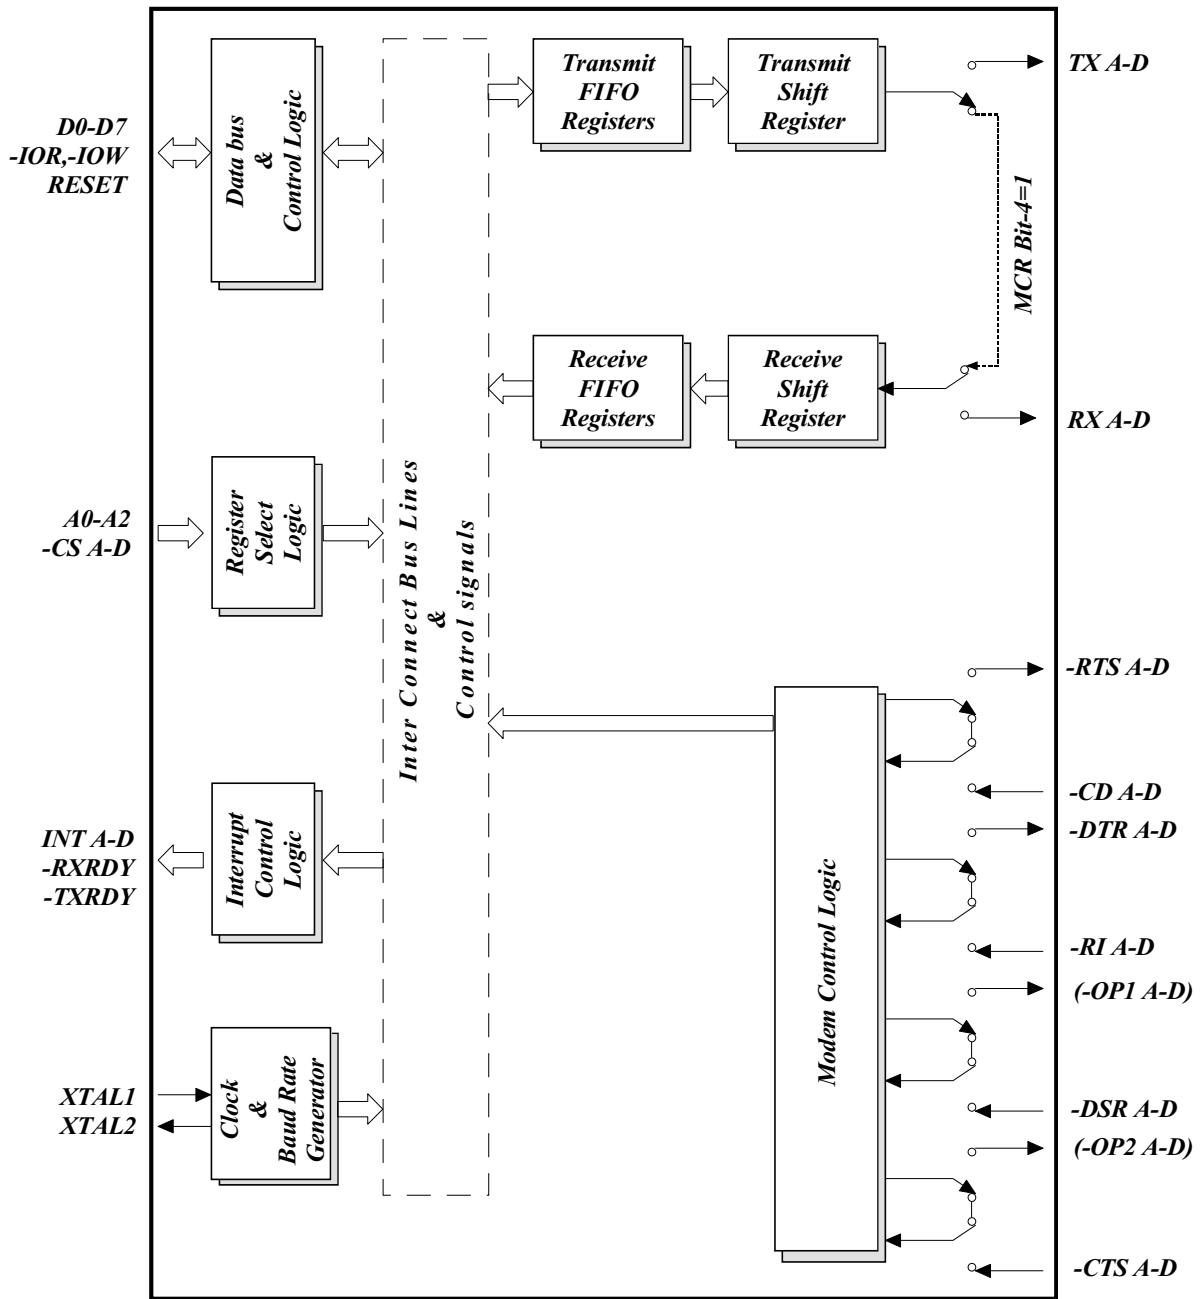 D0-D7
-IOR,-IOW
RESET
Data bus
&
Control Logic
A0-A2
-CS A-D
Register
Select
Logic
INT A-D
-RXRDY
-TXRDY
Interrupt
Control
Logic
XTAL1
XTAL2
Clock
&
Baud Rate
Generator
Inter Connect Bus Lines
&
Control signals
Transmit
FIFO
Registers
Transmit
Shift
Register
TX A-D
MCR Bit-4=1
Receive
FIFO
Registers
Receive
Shift
Register
RX A-D
Modem Control Logic
-RTS A-D
-CD A-D
-DTR A-D
-RI A-D
(-OP1 A-D)
-DSR A-D
(-OP2 A-D)
-CTS A-D